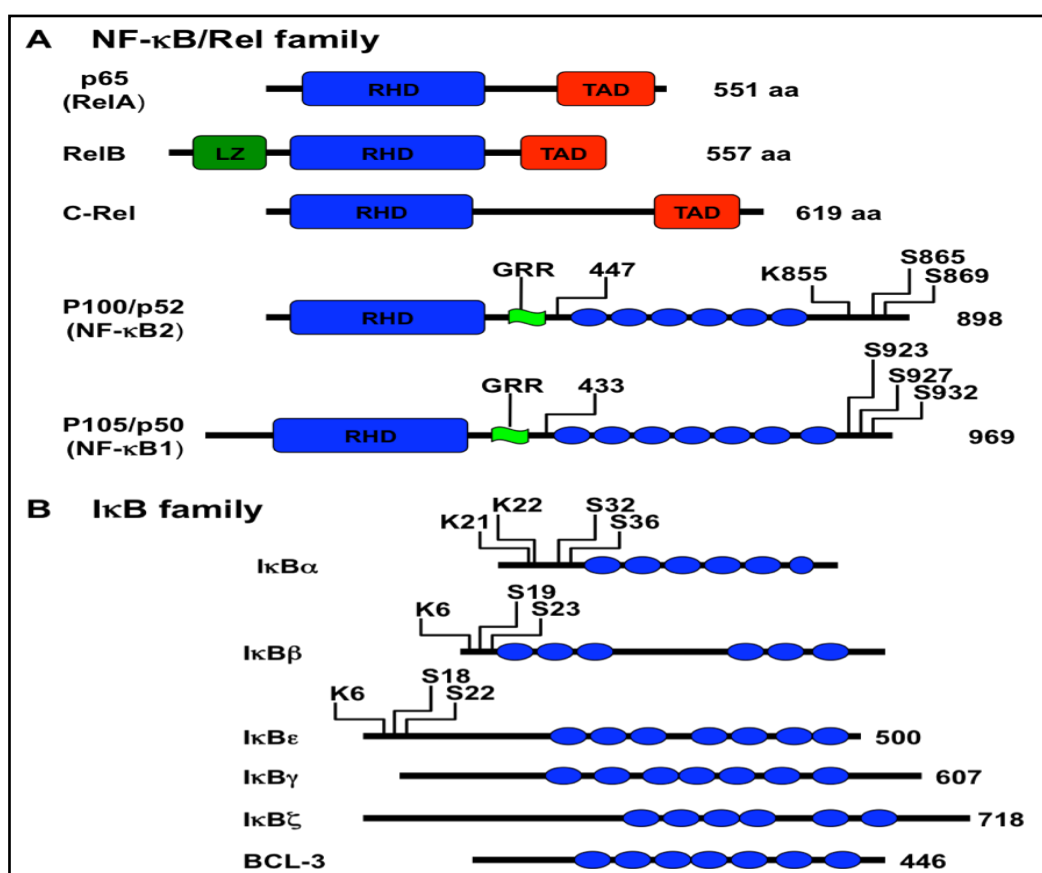 A NF-κB/Rel family
p65
(RelA)
RHD
TAD
551 aa
RelB
LZ
RHD
TAD
557 aa
C-Rel
RHD
TAD
619 aa
P100/p52
(NF-κB2)
RHD
GRR
447
K855
S865
S869
898
P105/p50
(NF-κB1)
RHD
GRR
433
S923
S927
S932
969
B IκB family
IκBα
K21
K22
S32
S36
IκBβ
K6
S19
S23
IκBε
K6
S18
S22
500
IκBγ
607
IκBζ
718
BCL-3
446